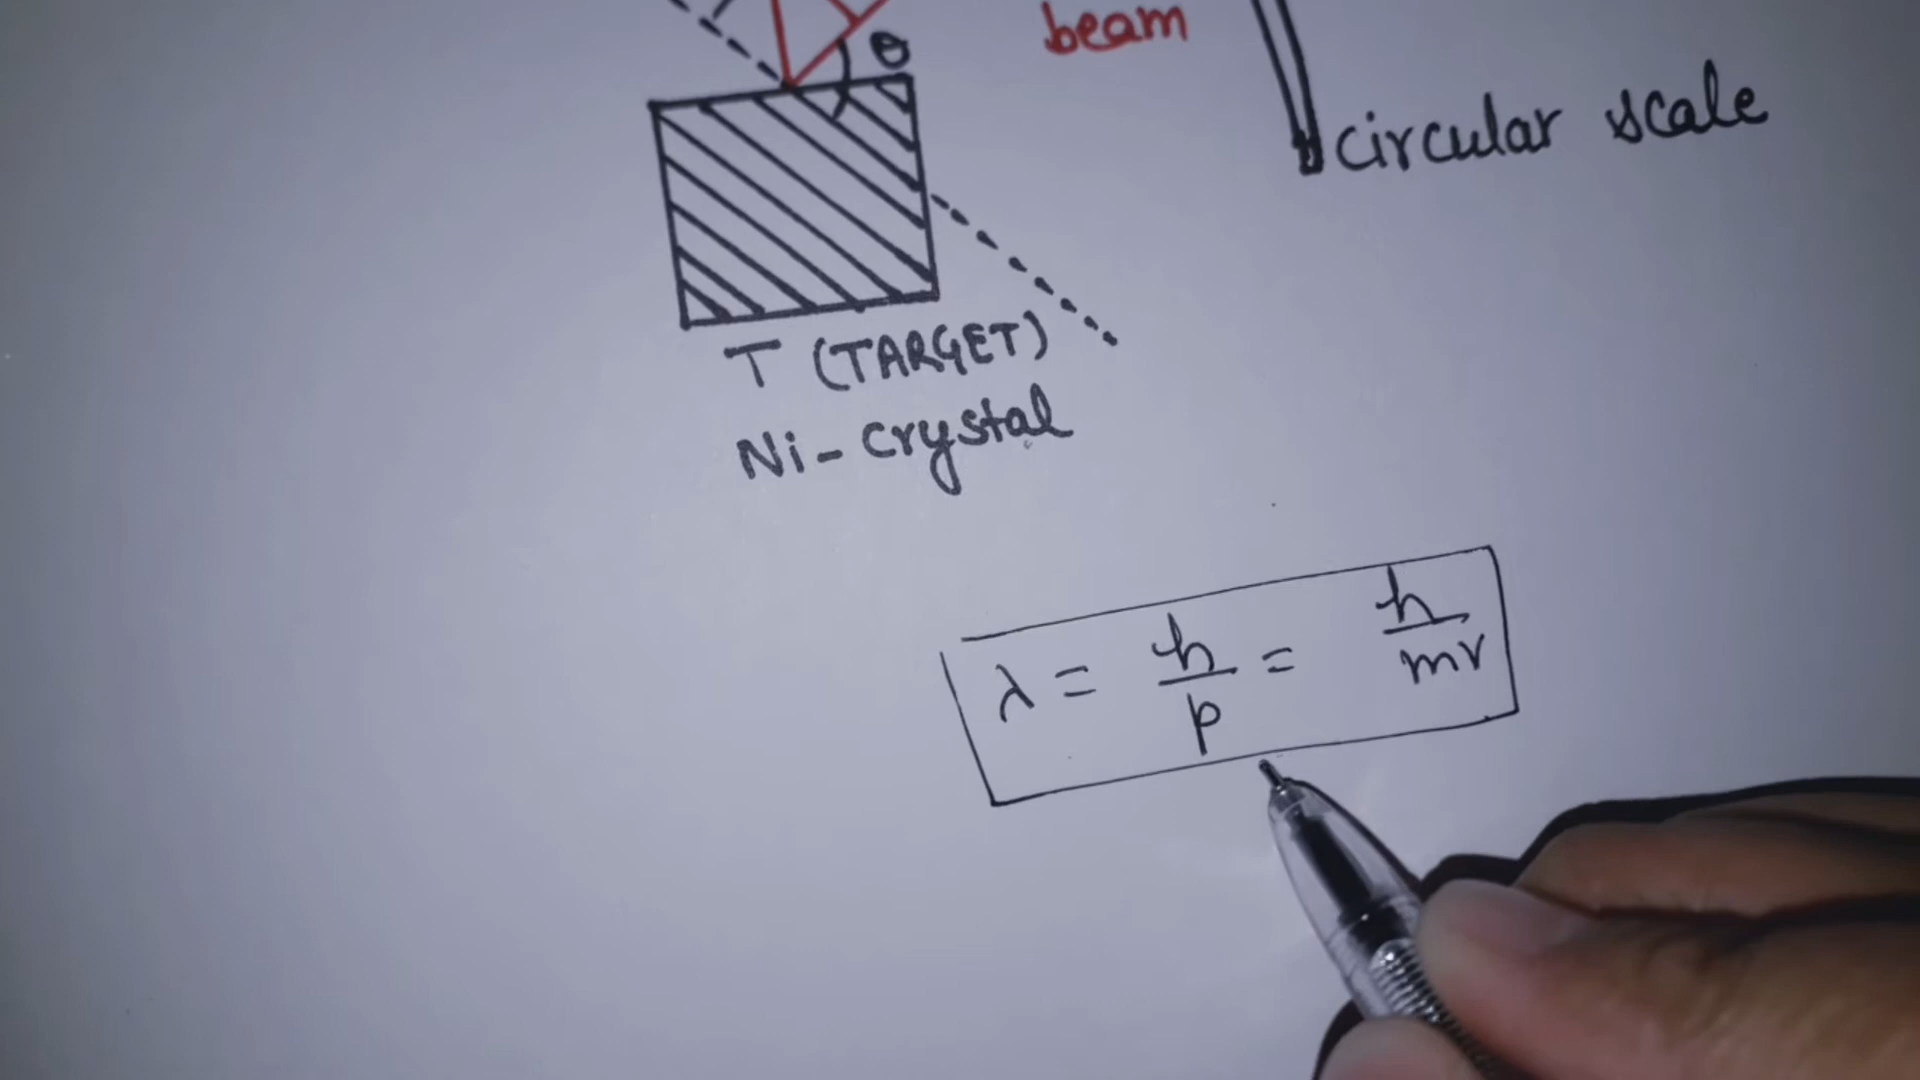 θ
beam
circular scale
T (TARGET)
Ni-crystal
λ = h/p = h/mv